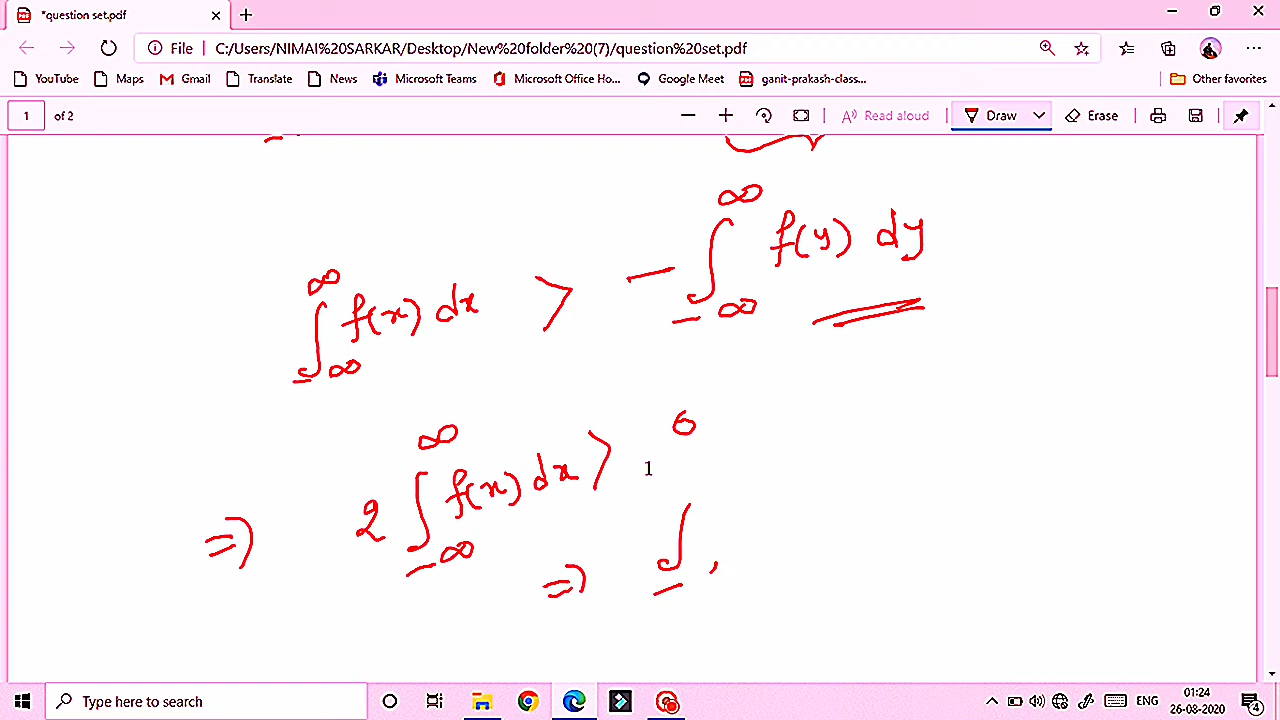 *question set.pdf
File | C:/Users/NIMAI%20SARKAR/Desktop/New%20folder%20(7)/question%20set.pdf
YouTube Maps Gmail Translate News Microsoft Teams Microsoft Office Ho... Google Meet ganit-prakash-class... Other favorites
1 of 2 Read aloud Draw Erase
∫_{-∞}^{∞} f(x) dx > - ∫_{-∞}^{∞} f(y) dy
⇒ 2 ∫_{-∞}^{∞} f(x) dx > 0
⇒ ∫_{-
Type here to search ENG 01:24
26-08-2020 4